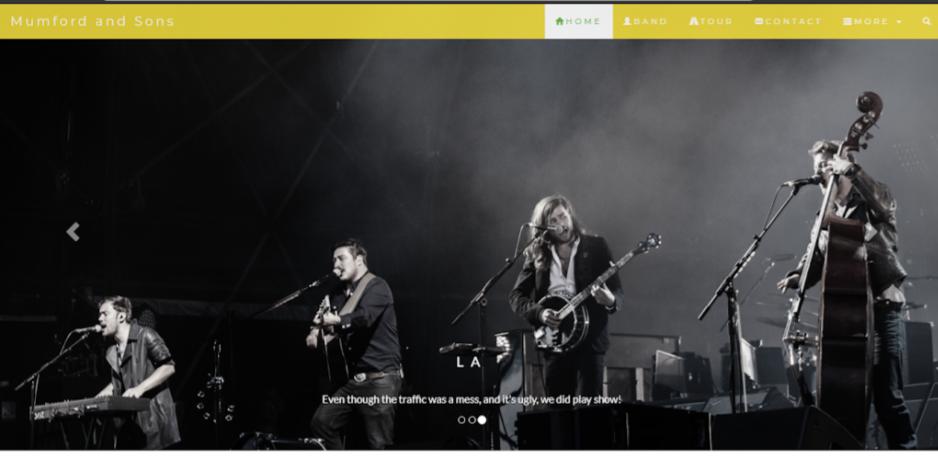 Mumford and Sons
HOME BAND TOUR CONTACT MORE
LA
Even though the traffic was a mess, and it's ugly, we did play show!